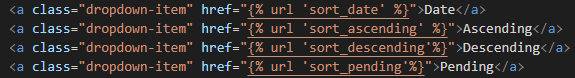 <a class="dropdown-item" href="{% url 'sort_date' %}">Date</a>
<a class="dropdown-item" href="{% url 'sort_ascending' %}">Ascending</a>
<a class="dropdown-item" href="{% url 'sort_descending'%}">Descending</a>
<a class="dropdown-item" href="{% url 'sort_pending'%}">Pending</a>